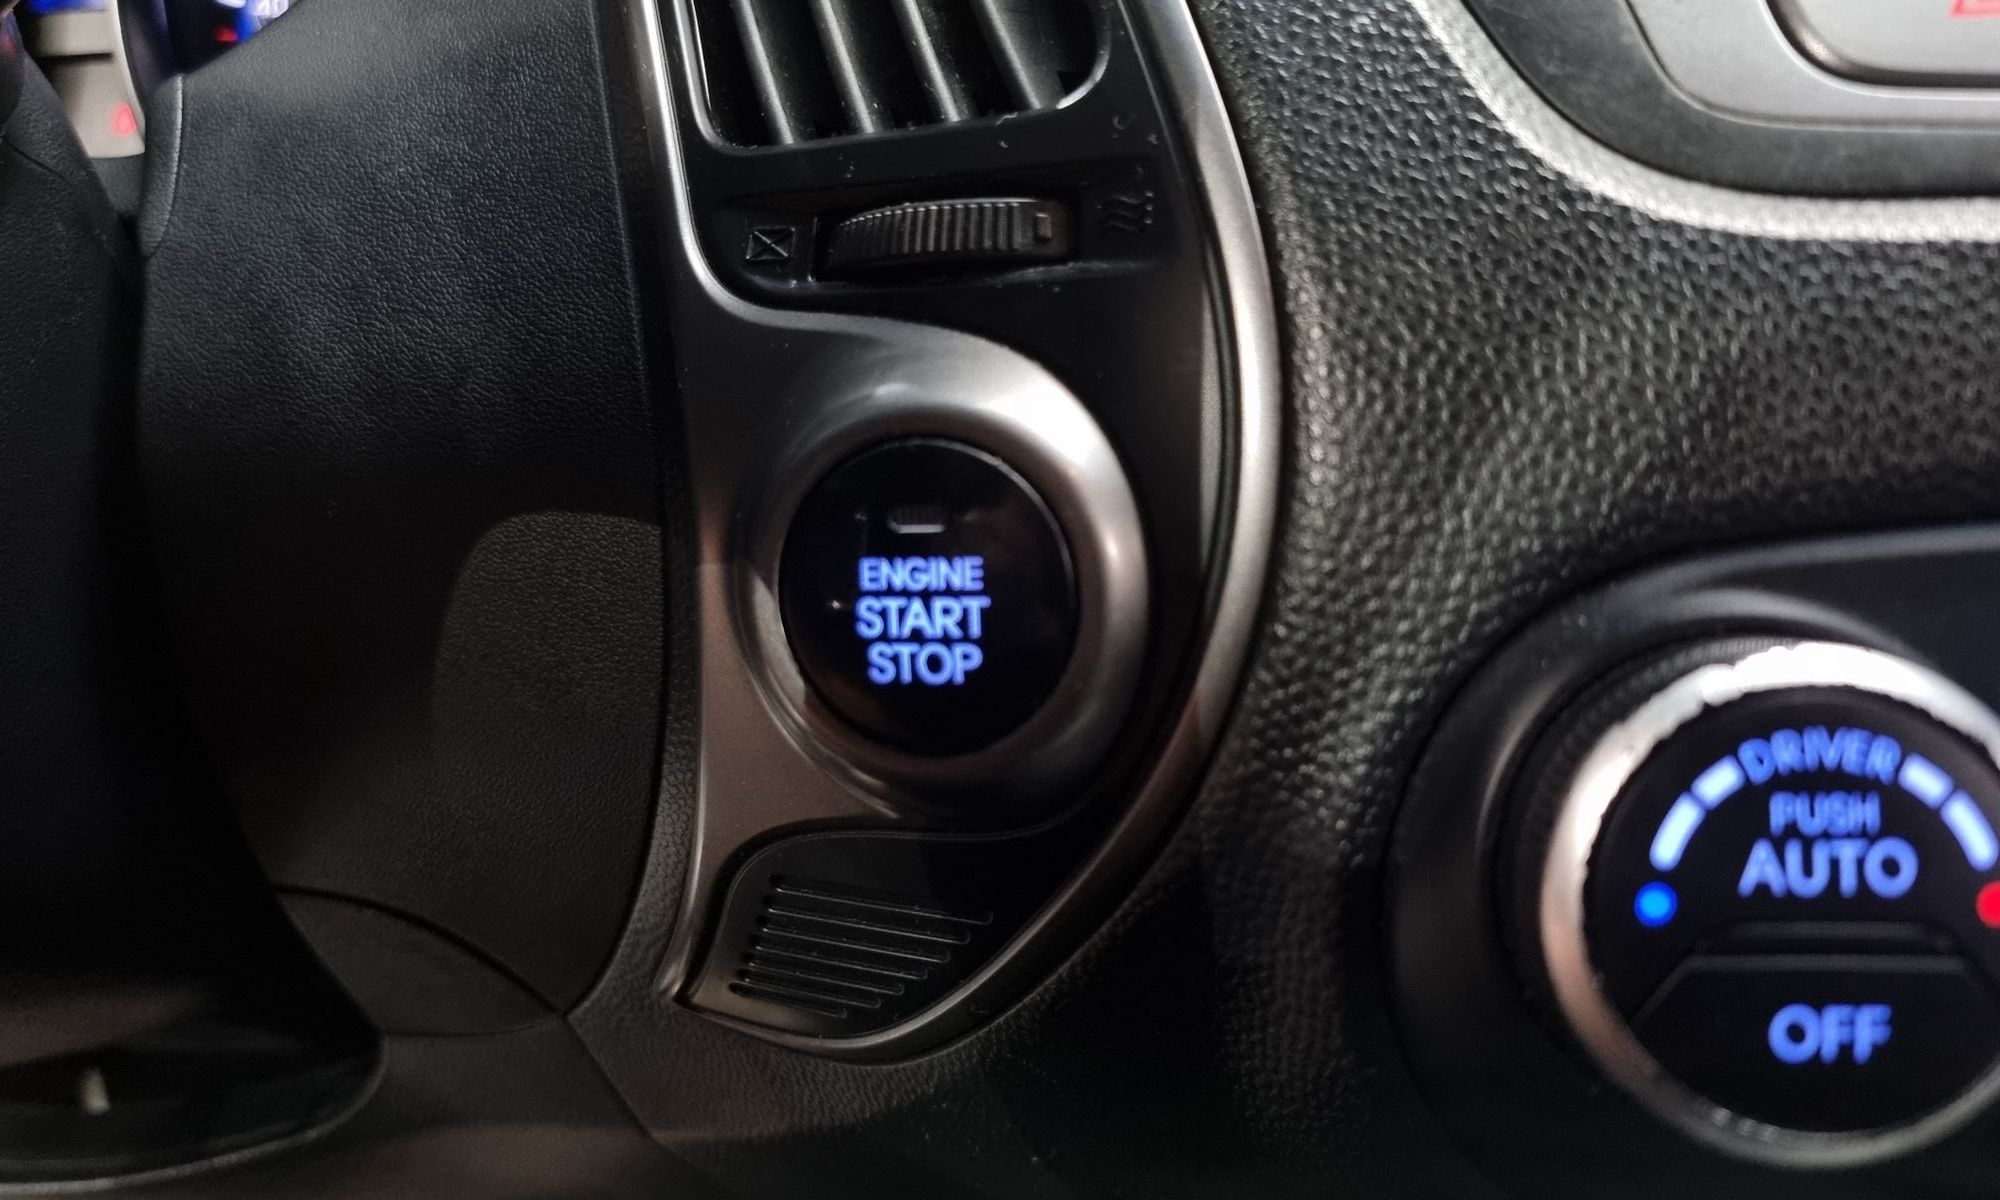 ENGINE
START
STOP
DRIVER
PUSH
AUTO
OFF